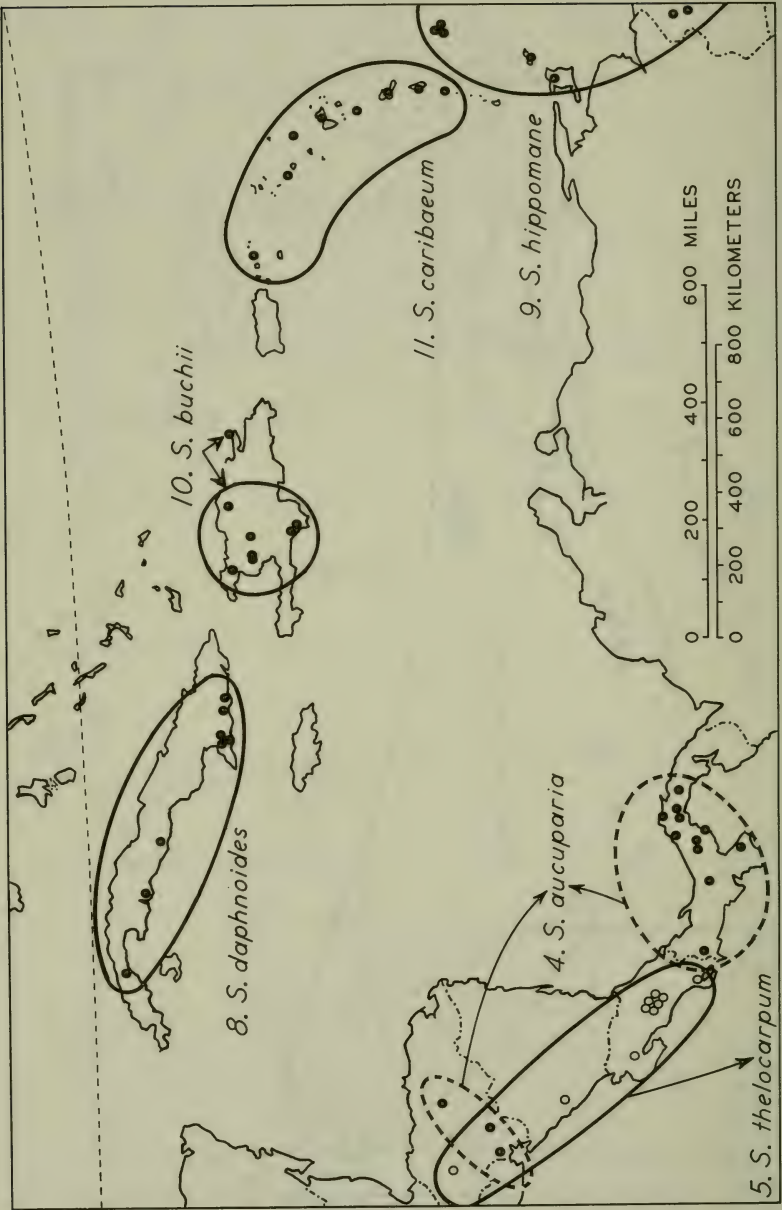 10. S. buchii
8. S. daphnoides
11. S. caribaeum
9. S. hippomane
4. S. aucuparia
5. S. thelocarpum
0 200 400 600 MILES
0 200 400 600 800 KILOMETERS